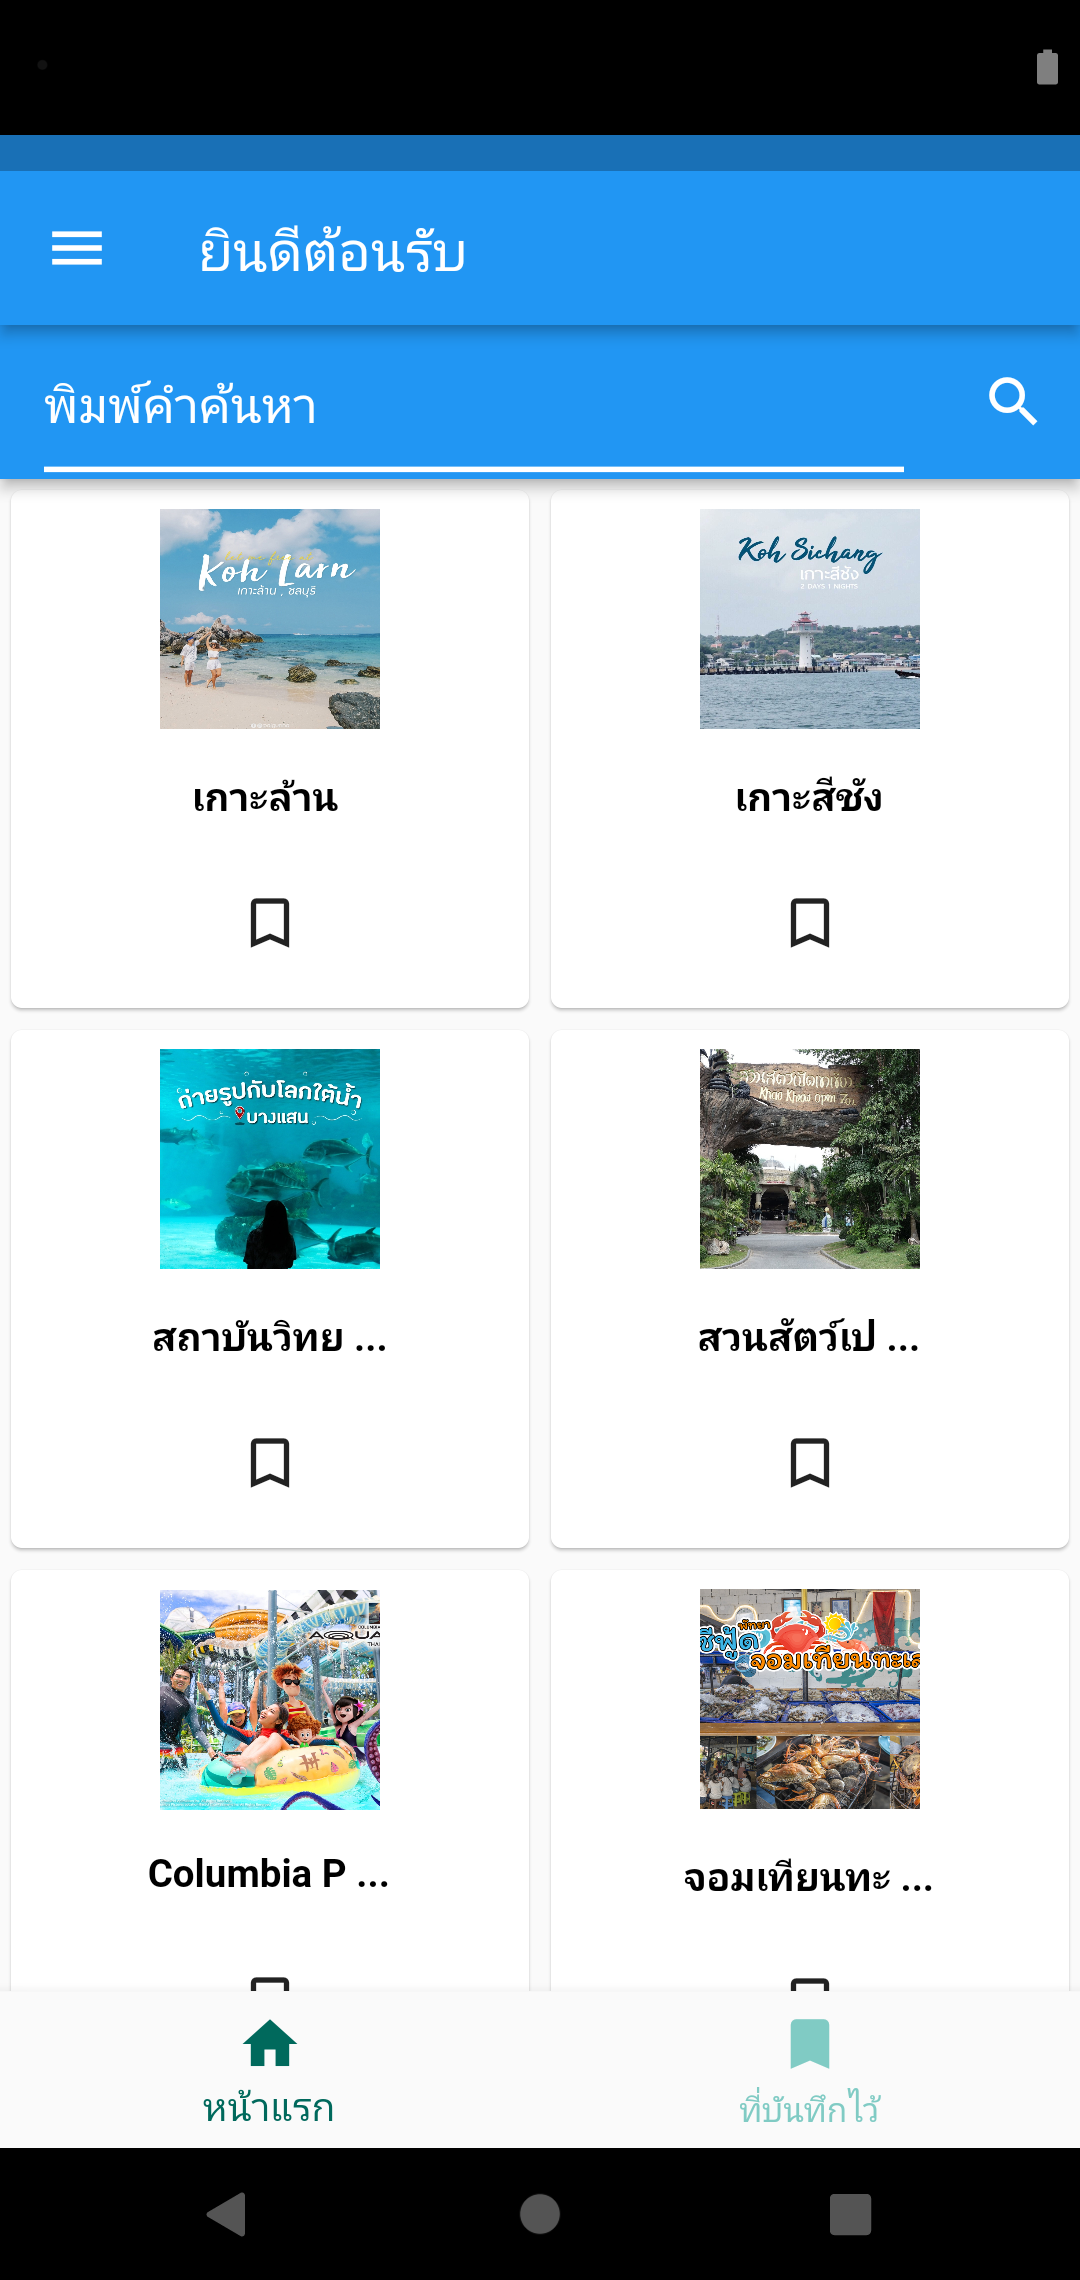 ยินดีต้อนรับ
พิมพ์คำค้นหา
Koh Larn
เกาะล้าน , ชลบุรี
Koh Sichang
เกาะสีชัง
2 DAYS 1 NIGHTS
เกาะล้าน
เกาะสีชัง
ถ่ายรูปกับโลกใต้น้ำ
บางแสน
Khao Kheow Open Zoo
สถาบันวิทย ...
สวนสัตว์เป ...
COLUMBIA
AQUA
THA
พัทยา
ซีฟู้ด
จอมเทียนทะเล
Columbia P ...
จอมเทียนทะ ...
หน้าแรก
ที่บันทึกไว้